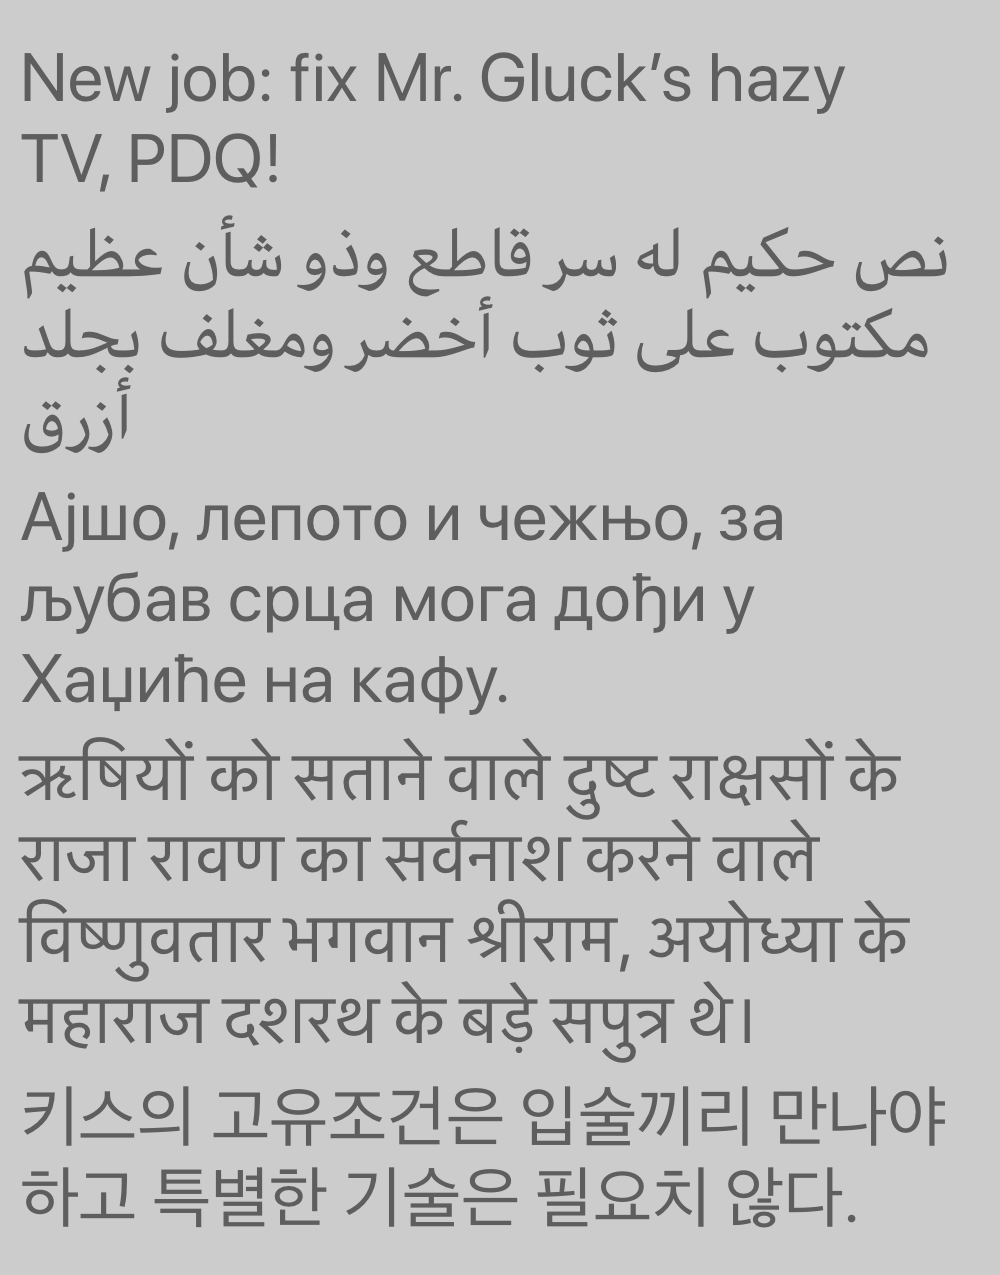 New job: fix Mr. Gluck’s hazy
TV, PDQ!
نص حكيم له سر قاطع وذو شأن عظيم
مكتوب على ثوب أخضر ومغلف بجلد
أزرق
Ајшо, лепото и чежњо, за
љубав срца мога дођи у
Хаџиће на кафу.
ऋषियों को सताने वाले दुष्ट राक्षसों के
राजा रावण का सर्वनाश करने वाले
विष्णुवतार भगवान श्रीराम, अयोध्या के
महाराज दशरथ के बड़े सपुत्र थे।
키스의 고유조건은 입술끼리 만나야
하고 특별한 기술은 필요치 않다.